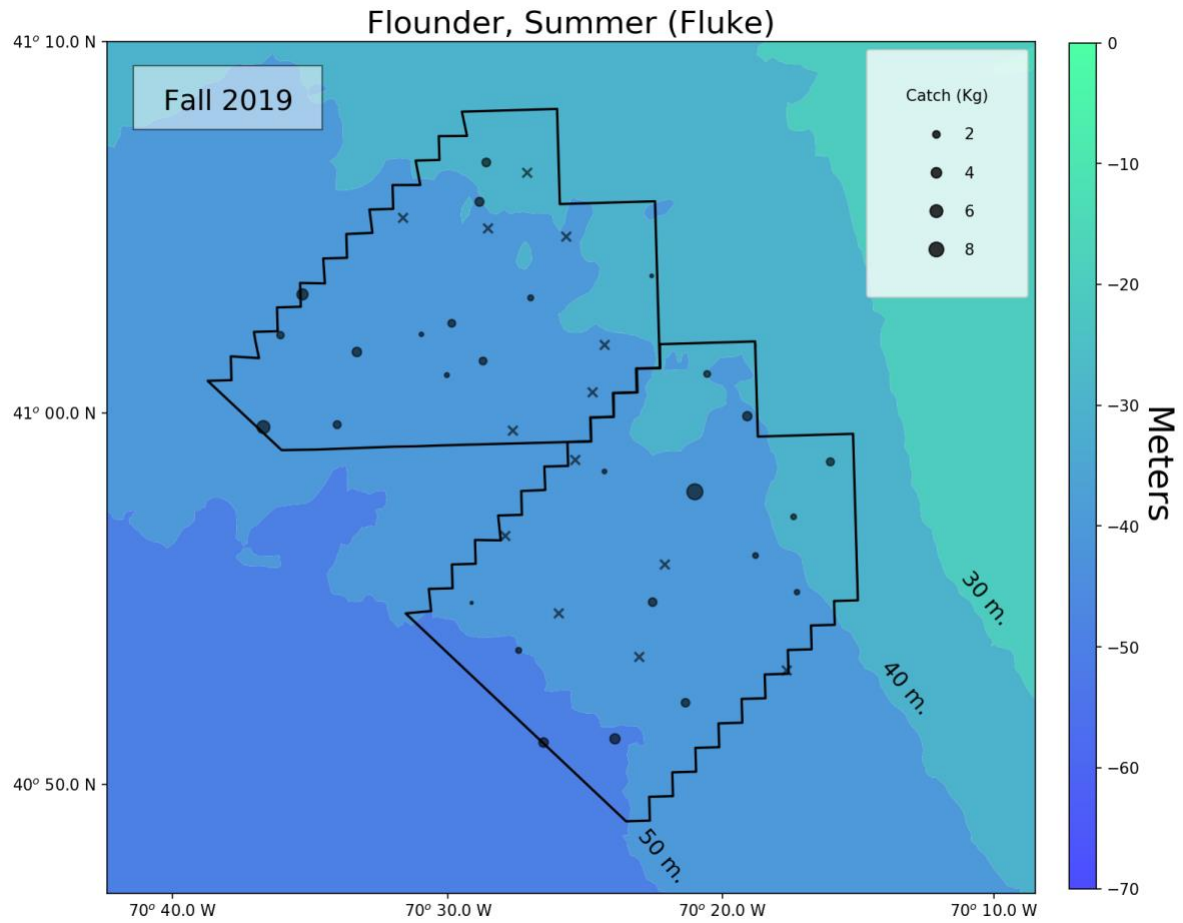 Flounder, Summer (Fluke)
41° 10.0 N
Fall 2019
Catch (Kg)
2
4
6
8
0
−10
−20
−30
−40
−50
−60
−70
Meters
41° 00.0 N
30 m.
40 m.
40° 50.0 N
50 m.
70° 40.0 W
70° 30.0 W
70° 20.0 W
70° 10.0 W